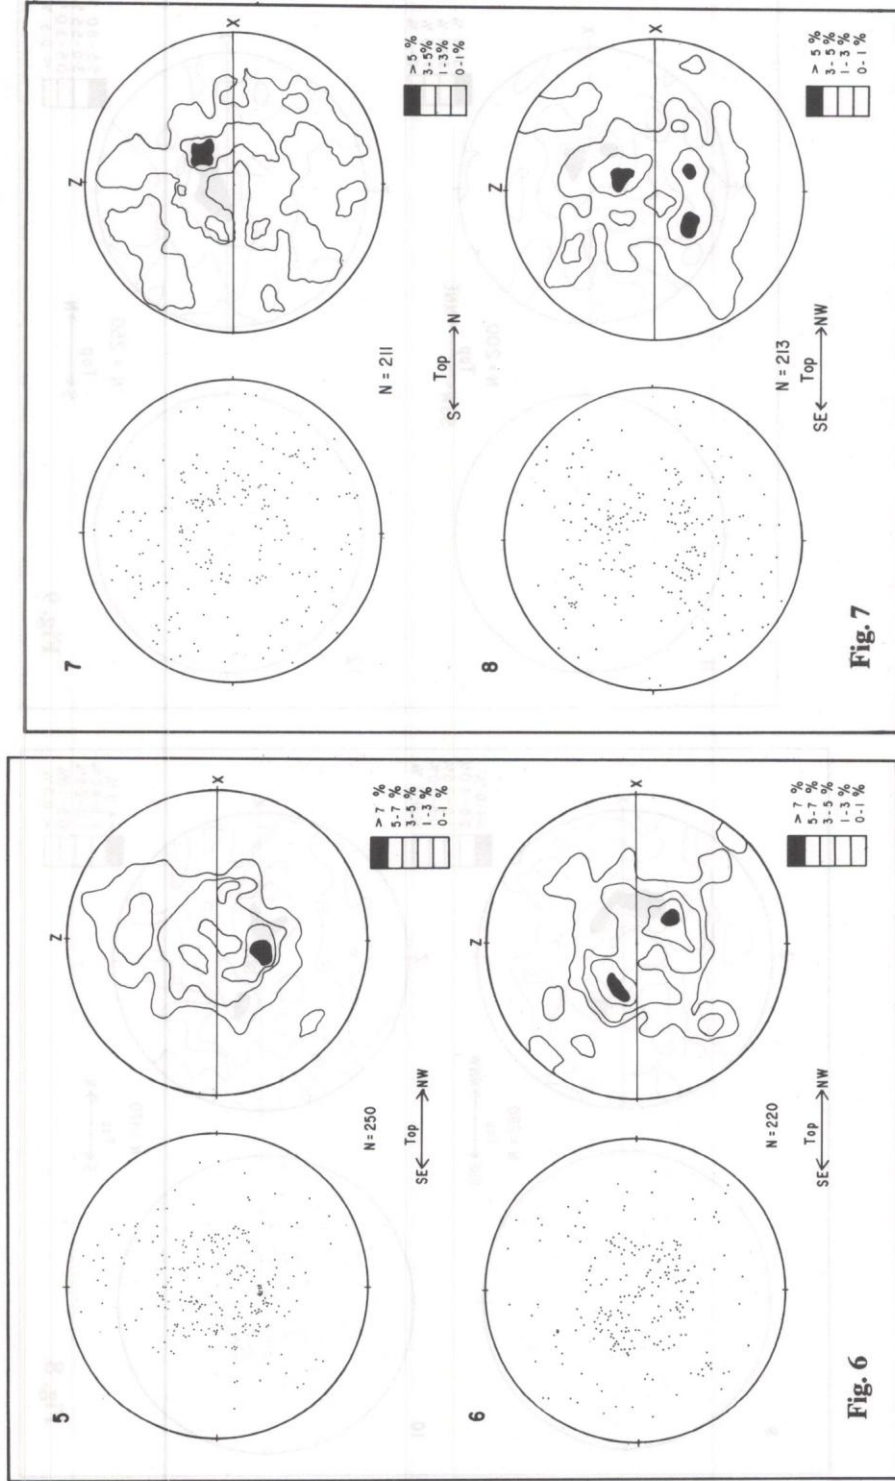 7
Z
X
> 5 %
3-5%
1-3%
0-1%
N = 211
S Top N
8
Z
X
> 5 %
3-5%
1-3%
0-1%
N = 213
SE Top NW
Fig. 7
5
Z
X
> 7 %
5-7 %
3-5 %
1-3 %
0-1 %
N = 250
SE Top NW
6
Z
X
> 7 %
5-7 %
3-5 %
1-3 %
0-1 %
N = 220
SE Top NW
Fig. 6